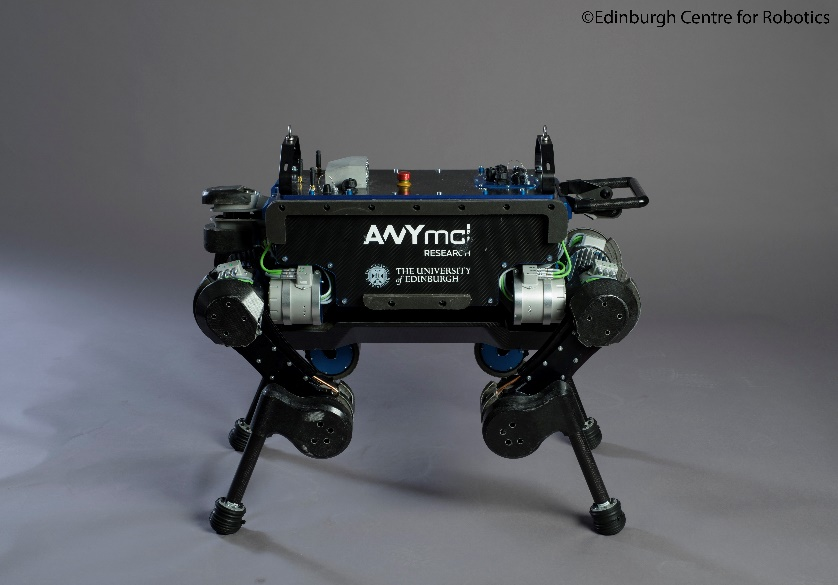 ©Edinburgh Centre for Robotics
ANYmal
RESEARCH
THE UNIVERSITY
of EDINBURGH